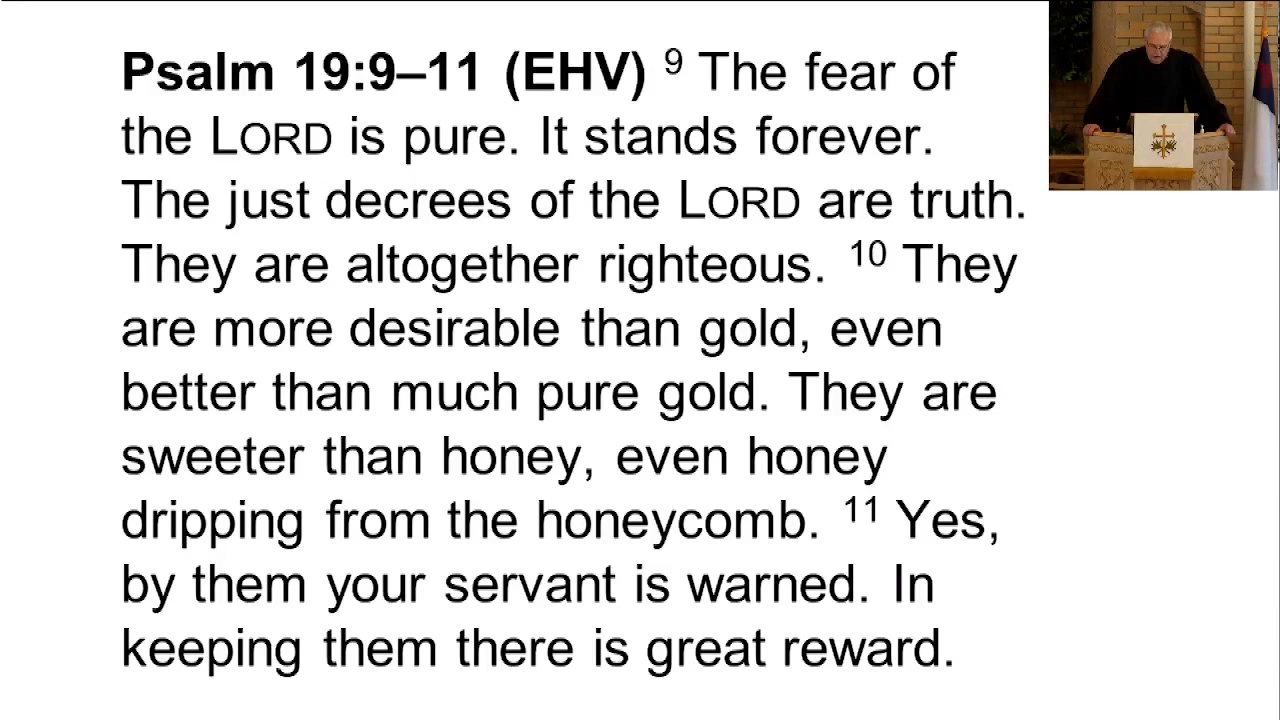 Psalm 19:9–11 (EHV) ⁹ The fear of
the LORD is pure. It stands forever.
The just decrees of the LORD are truth.
They are altogether righteous. ¹⁰ They
are more desirable than gold, even
better than much pure gold. They are
sweeter than honey, even honey
dripping from the honeycomb. ¹¹ Yes,
by them your servant is warned. In
keeping them there is great reward.